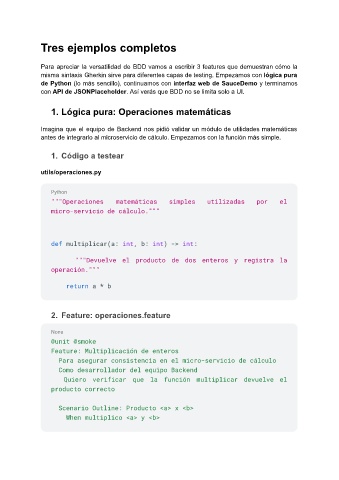 Tres ejemplos completos
Para apreciar la versatilidad de BDD vamos a escribir 3 features que demuestran cómo la
misma sintaxis Gherkin sirve para diferentes capas de testing. Empezamos con lógica pura
de Python (lo más sencillo), continuamos con interfaz web de SauceDemo y terminamos
con API de JSONPlaceholder. Así verás que BDD no se limita solo a UI.
1. Lógica pura: Operaciones matemáticas
Imagina que el equipo de Backend nos pidió validar un módulo de utilidades matemáticas
antes de integrarlo al microservicio de cálculo. Empezamos con la función más simple.
1. Código a testear
utils/operaciones.py
Python
"""Operaciones matemáticas simples utilizadas por el
micro-servicio de cálculo."""
def multiplicar(a: int, b: int) -> int:
"""Devuelve el producto de dos enteros y registra la
operación."""
return a * b
2. Feature: operaciones.feature
None
@unit @smoke
Feature: Multiplicación de enteros
Para asegurar consistencia en el micro-servicio de cálculo
Como desarrollador del equipo Backend
Quiero verificar que la función multiplicar devuelve el
producto correcto
Scenario Outline: Producto <a> x <b>
When multiplico <a> y <b>